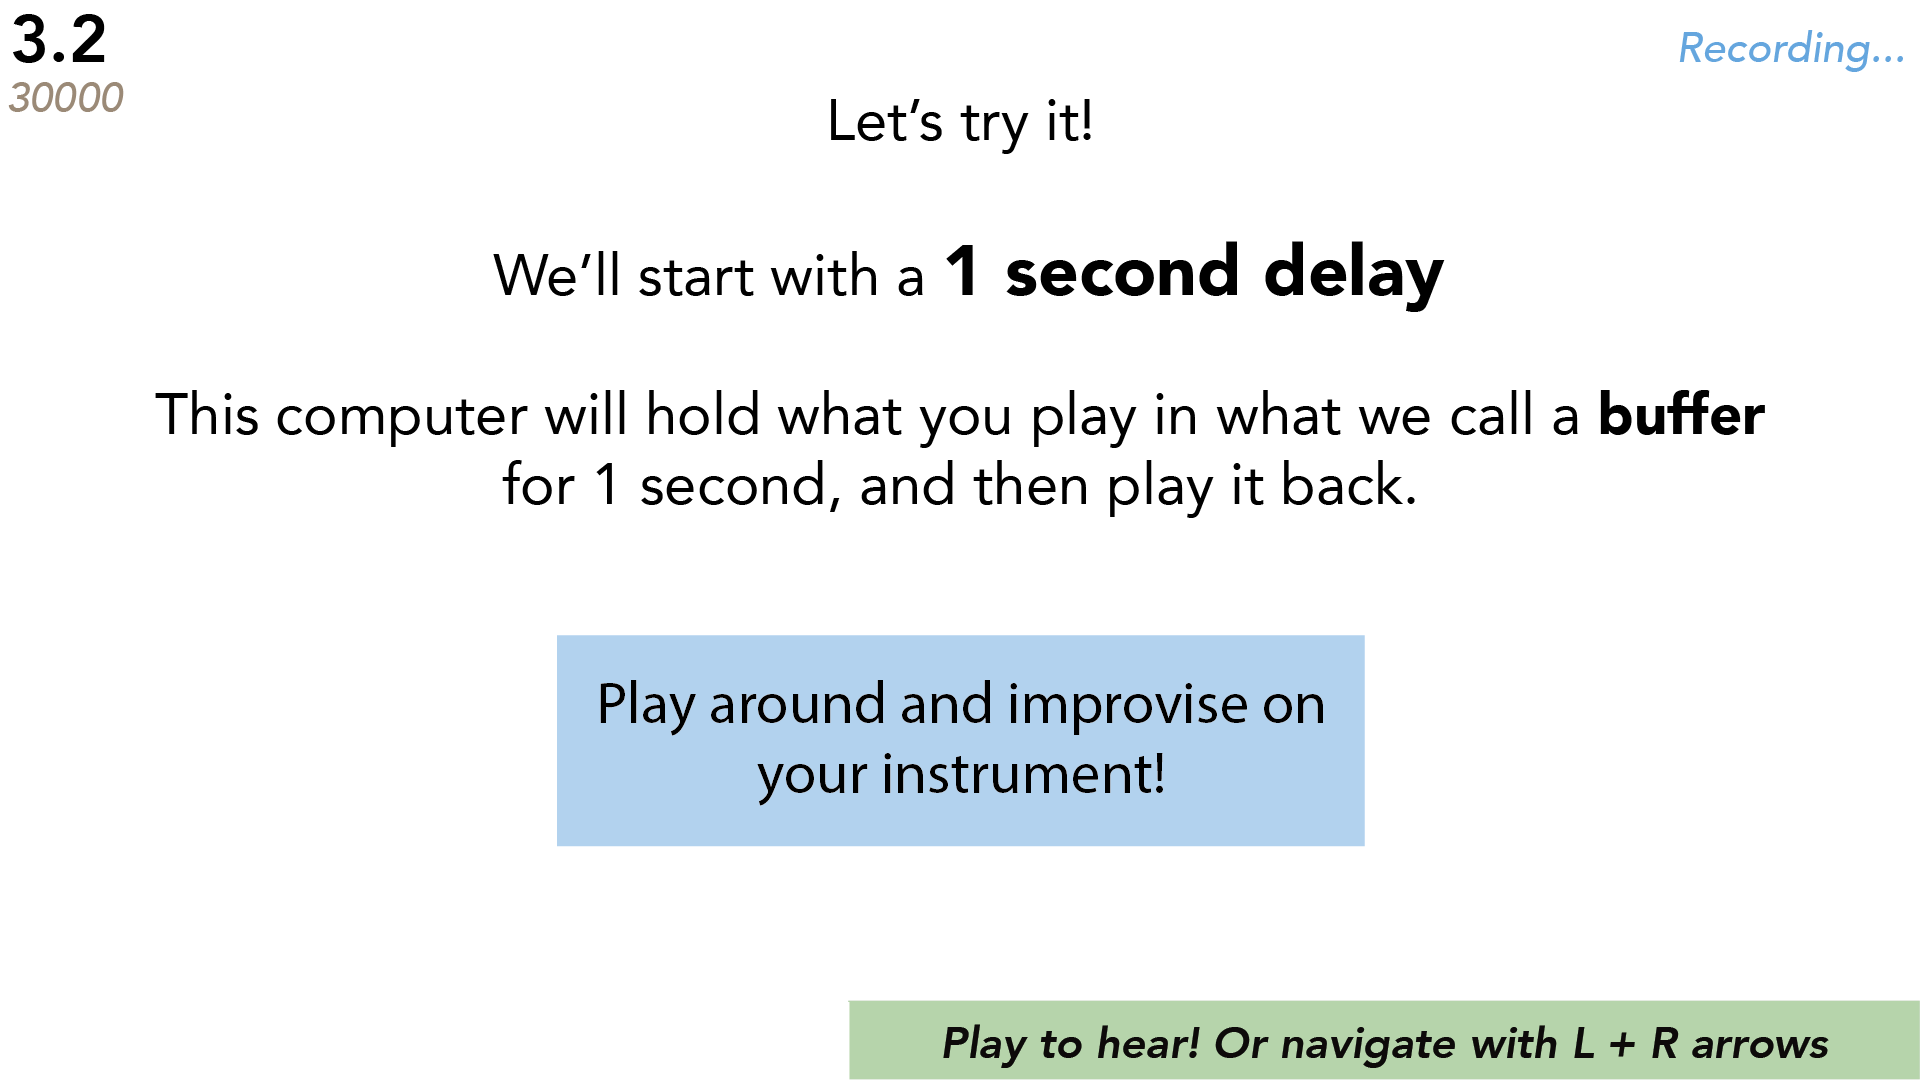 3.2
30000
Recording...
Let’s try it!
We’ll start with a 1 second delay
This computer will hold what you play in what we call a buffer
for 1 second, and then play it back.
Play around and improvise on
your instrument!
Play to hear! Or navigate with L + R arrows